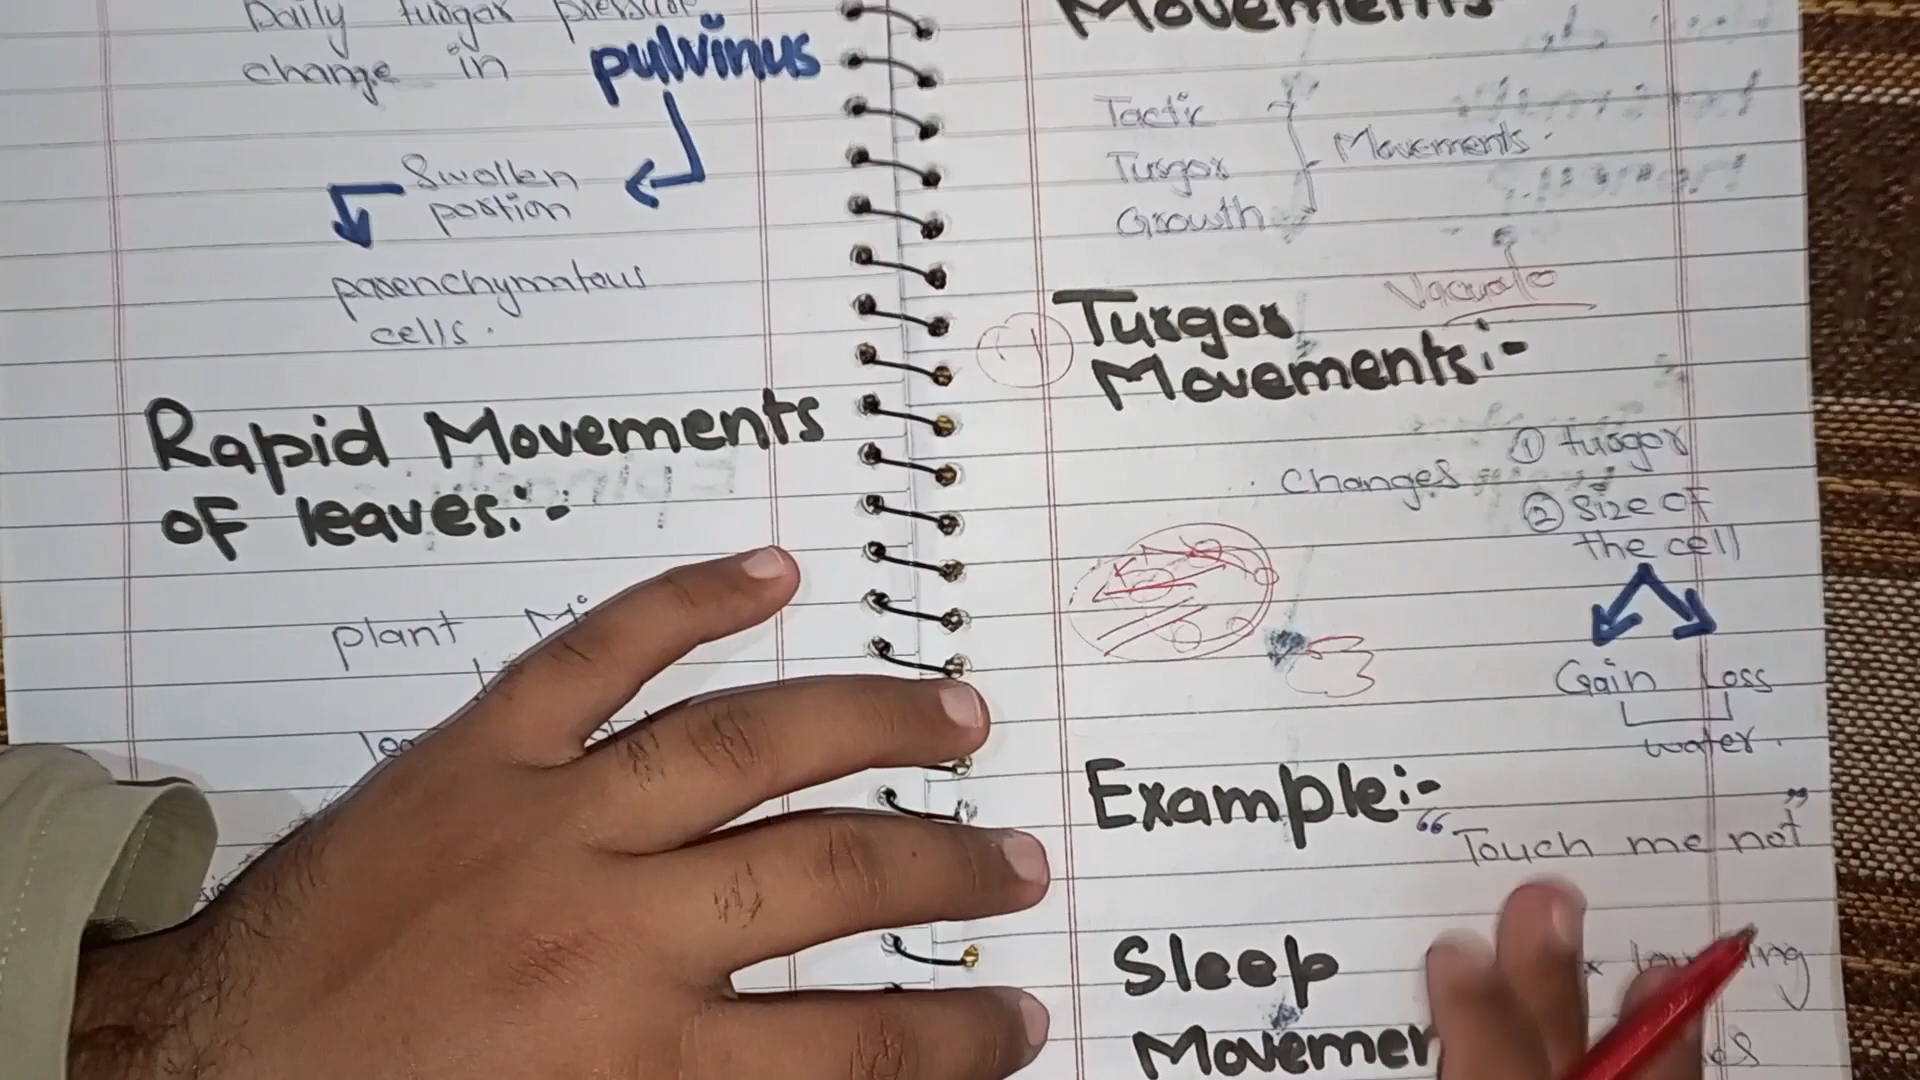 Daily turgor pressure
change in pulvinus
Swollen
portion
parenchymatous
cells.
Rapid Movements
of leaves:-
plant
Movements
Tactic
Turgor
Growth
Movements.
Vacuole
Turgor
Movements:-
Changes
① turgor
② Size of
the cell
Gain Loss
water.
Example:-
"Touch me not"
Sleep